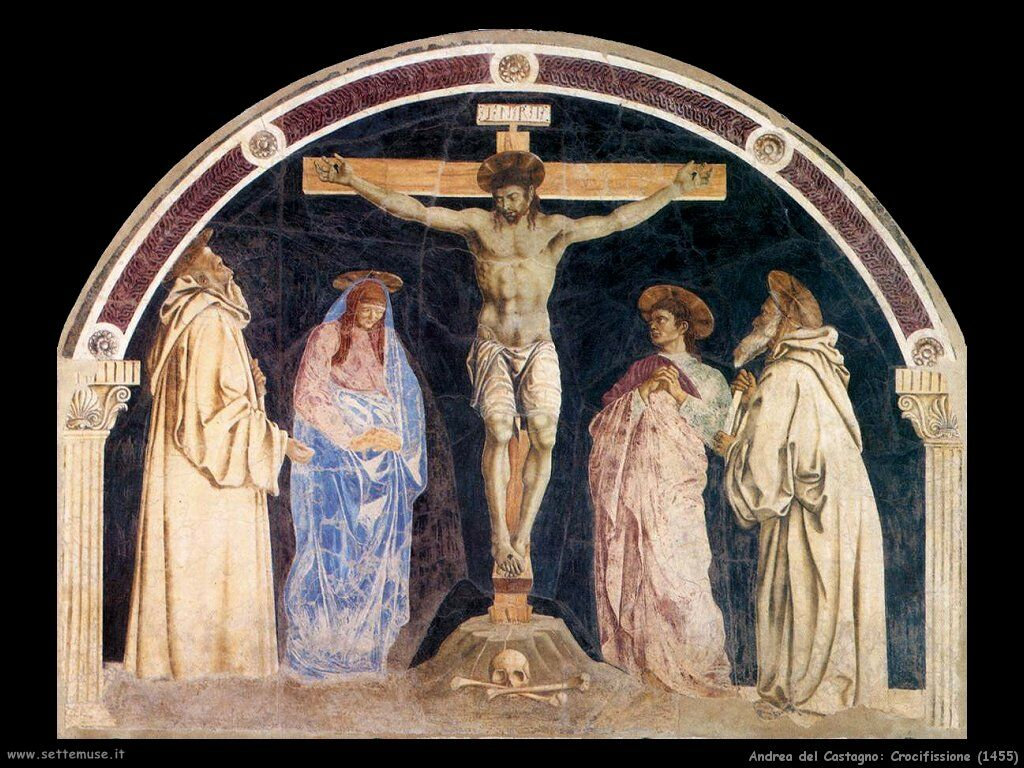 I·N·R·I
www.settemuse.it
Andrea del Castagno: Crocifissione (1455)